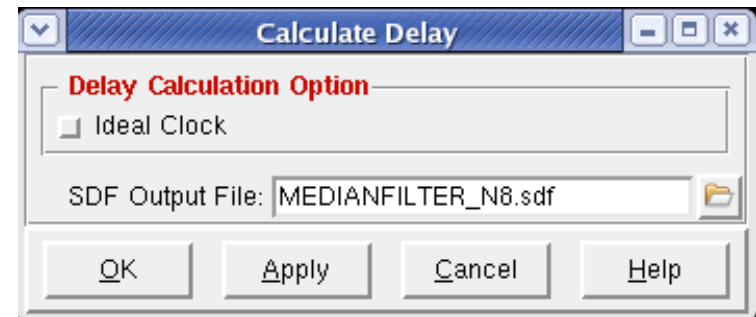 Calculate Delay
Delay Calculation Option
Ideal Clock
SDF Output File: MEDIANFILTER_N8.sdf
OK Apply Cancel Help